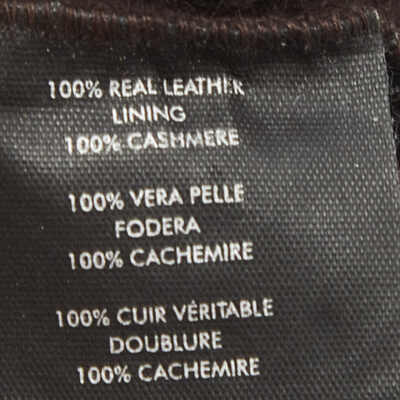 100% REAL LEATHER
LINING
100% CASHMERE
100% VERA PELLE
FODERA
100% CACHEMIRE
100% CUIR VÉRITABLE
DOUBLURE
100% CACHEMIRE